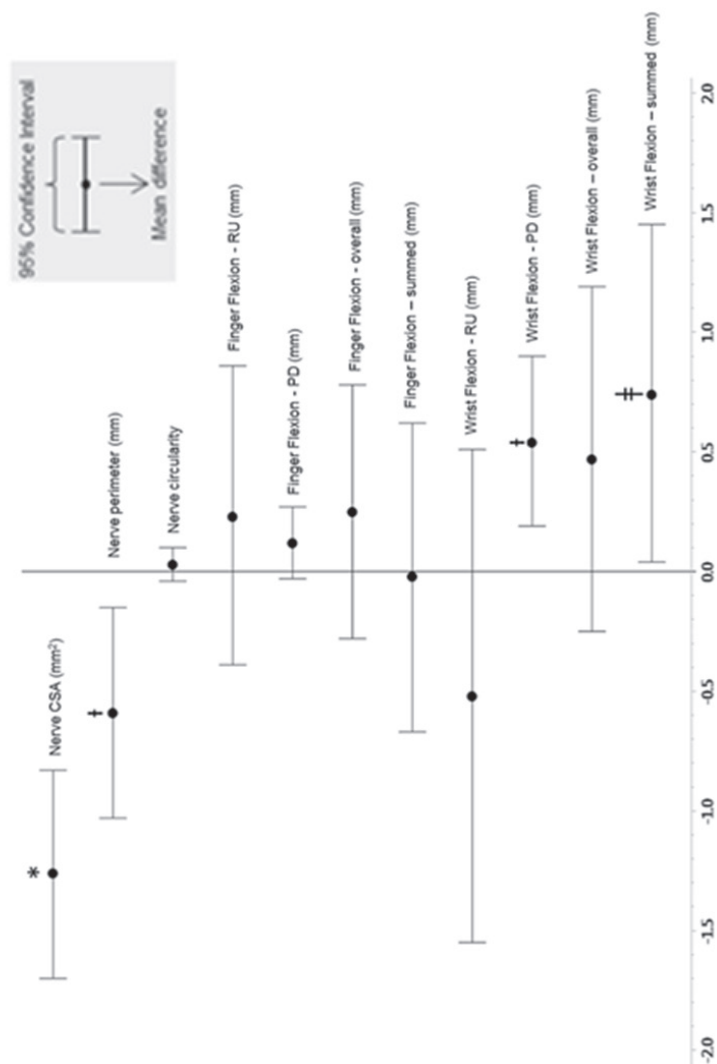 95% Confidence Interval
Mean difference
*
Nerve CSA (mm²)
†
Nerve perimeter (mm)
Nerve circularity
Finger Flexion - RU (mm)
Finger Flexion - PD (mm)
Finger Flexion - overall (mm)
Finger Flexion – summed (mm)
Wrist Flexion - RU (mm)
†
Wrist Flexion - PD (mm)
Wrist Flexion – overall (mm)
‡
Wrist Flexion – summed (mm)
-2.0 -1.5 -1.0 -0.5 0.0 0.5 1.0 1.5 2.0